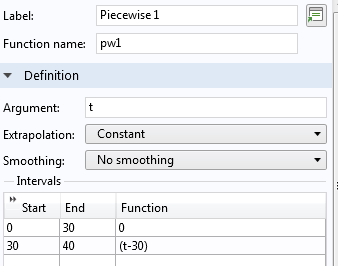 Label: Piecewise 1
Function name: pw1
Definition
Argument: t
Extrapolation: Constant
Smoothing: No smoothing
Intervals
Start End Function
0 30 0
30 40 (t-30)